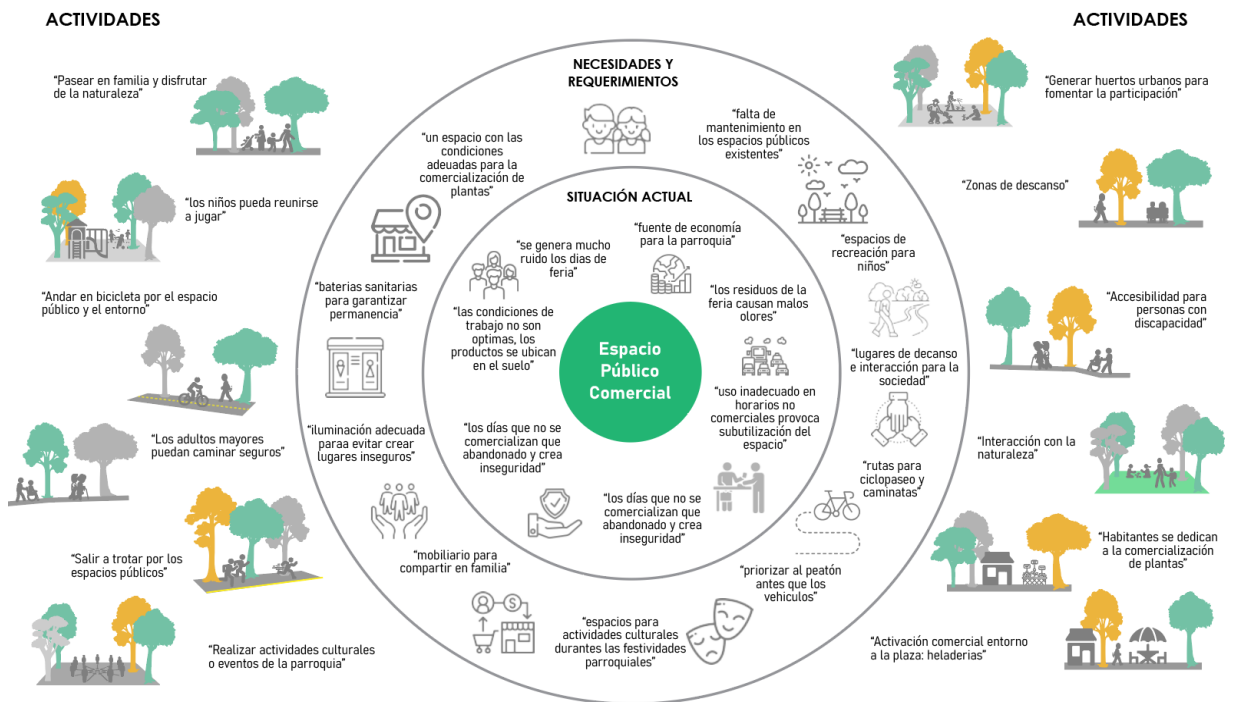 ACTIVIDADES
“Pasear en familia y disfrutar
de la naturaleza”
“los niños pueda reunirse
a jugar”
“Andar en bicicleta por el espacio
público y el entorno”
“Los adultos mayores
puedan caminar seguros”
“Salir a trotar por los
espacios públicos”
“Realizar actividades culturales
o eventos de la parroquia”
NECESIDADES Y
REQUERIMIENTOS
“un espacio con las
condiciones
adeuadas para la
comercialización de
plantas”
“baterias sanitarias
para garantizar
permanencia”
“iluminación adecuada
paraa evitar crear
lugares inseguros”
“mobiliario para
compartir en familia”
“espacios para
actividades culturales
durantes las festividades
parroquiales”
“falta de
mantenimiento en
los espacios públicos
existentes”
“espacios de
recreación para
niños”
“lugares de decanso
e interacción para la
sociedad”
“rutas para
ciclopaseo y
caminatas”
“priorizar al peatón
antes que los
vehiculos”
SITUACIÓN ACTUAL
“se genera mucho
ruido los dias de
feria”
“fuente de economía
para la parroquia”
“las condiciones de
trabajo no son
optimas, los
productos se ubican
en el suelo”
“los residuos de la
feria causan malos
olores”
“uso inadecuado en
horarios no
comerciales provoca
subutilización del
espacio”
“los días que no se
comercializan que
abandonado y crea
inseguridad”
“los días que no se
comercializan que
abandonado y crea
inseguridad”
Espacio
Público
Comercial
ACTIVIDADES
“Generar huertos urbanos para
fomentar la participación”
“Zonas de descanso”
“Accesibilidad para
personas con
discapacidad”
“Interacción con la
naturaleza”
“Habitantes se dedican
a la comercialización
de plantas”
“Activación comercial entorno
a la plaza: heladerias”